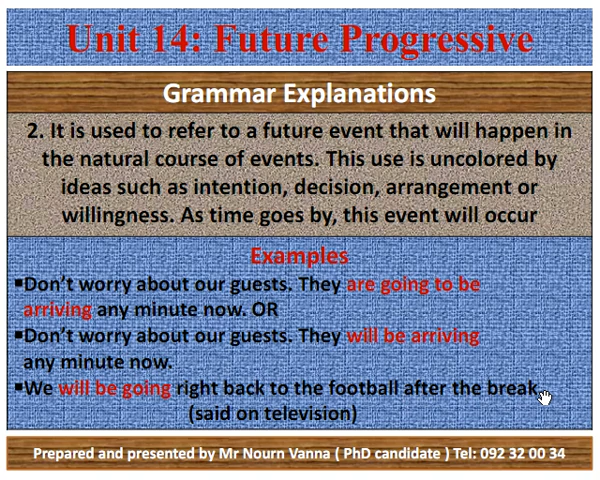 Unit 14: Future Progressive
Grammar Explanations
2. It is used to refer to a future event that will happen in
the natural course of events. This use is uncolored by
ideas such as intention, decision, arrangement or
willingness. As time goes by, this event will occur
Examples
▪Don't worry about our guests. They are going to be
arriving any minute now. OR
▪Don't worry about our guests. They will be arriving
any minute now.
▪We will be going right back to the football after the break.
(said on television)
Prepared and presented by Mr Nourn Vanna ( PhD candidate ) Tel: 092 32 00 34